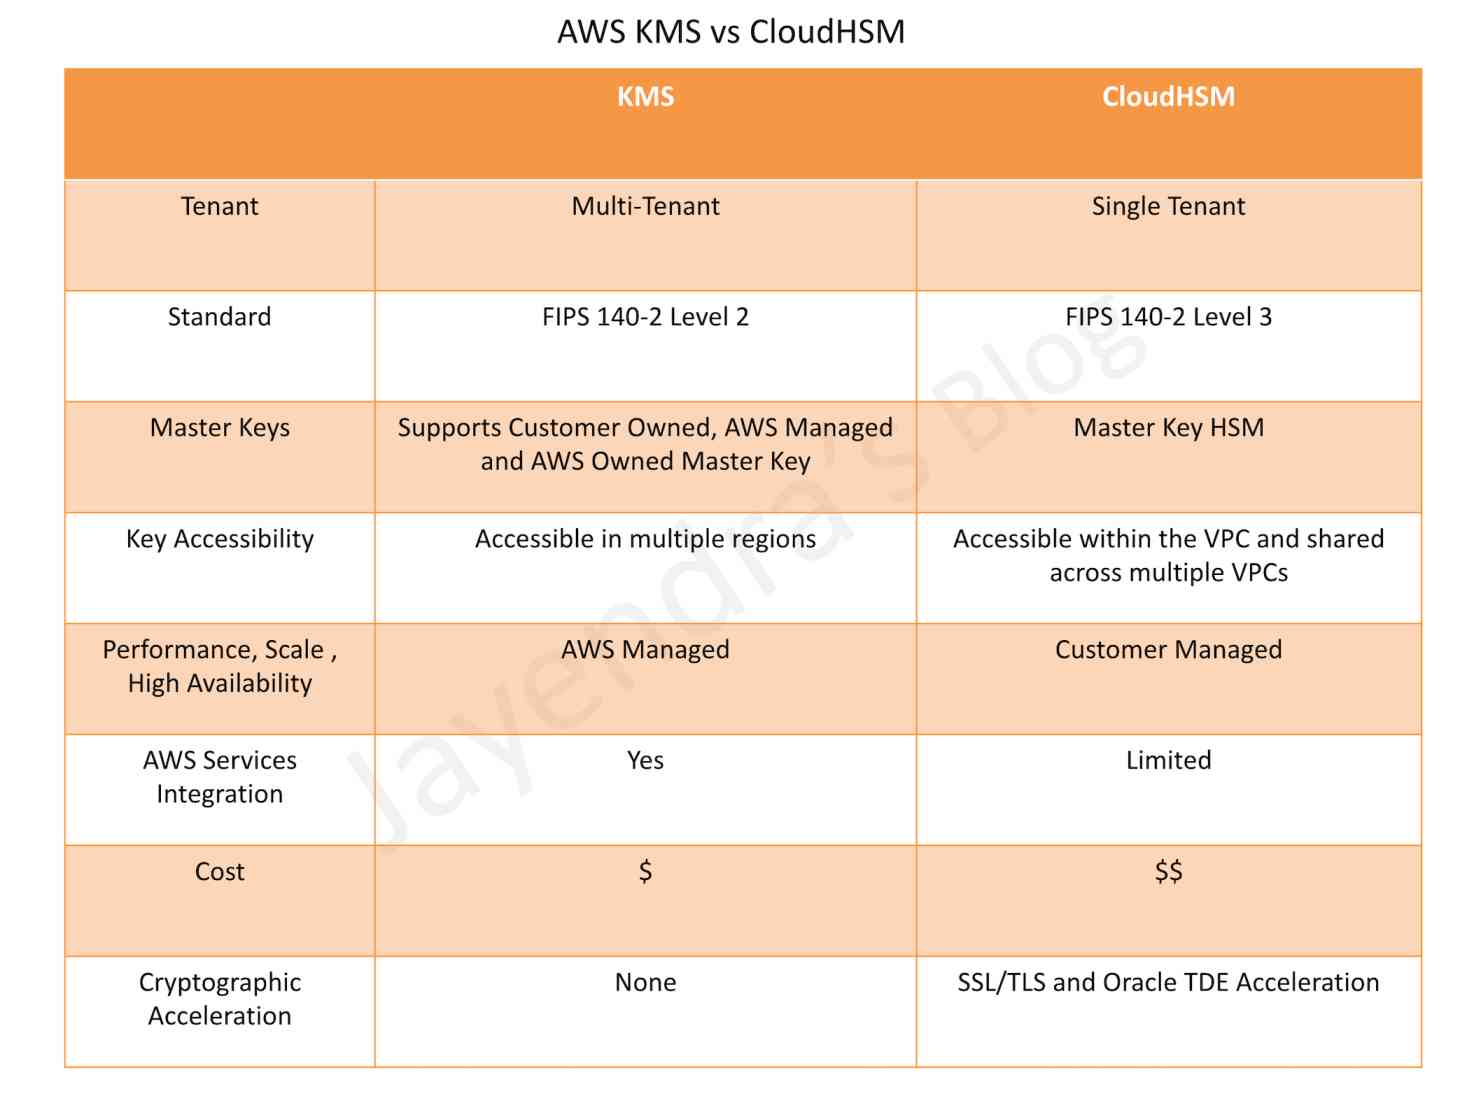 AWS KMS vs CloudHSM
KMS
CloudHSM
Tenant
Multi-Tenant
Single Tenant
Standard
FIPS 140-2 Level 2
FIPS 140-2 Level 3
Master Keys
Supports Customer Owned, AWS Managed
and AWS Owned Master Key
Master Key HSM
Key Accessibility
Accessible in multiple regions
Accessible within the VPC and shared
across multiple VPCs
Performance, Scale ,
High Availability
AWS Managed
Customer Managed
AWS Services
Integration
Yes
Limited
Cost
$
$$
Cryptographic
Acceleration
None
SSL/TLS and Oracle TDE Acceleration
Jayendra's Blog